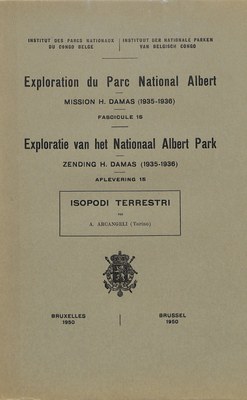 INSTITUT DES PARCS NATIONAUX
DU CONGO BELGE
INSTITUUT DER NATIONALE PARKEN
VAN BELGISCH CONGO
Exploration du Parc National Albert
MISSION H. DAMAS (1935-1936)
FASCICULE 18
Exploratie van het Nationaal Albert Park
ZENDING H. DAMAS (1935-1936)
AFLEVERING 18
ISOPODI TERRESTRI
PAR
A. ARCANGELI (Torino)
BRUXELLES
1950
BRUSSEL
1950